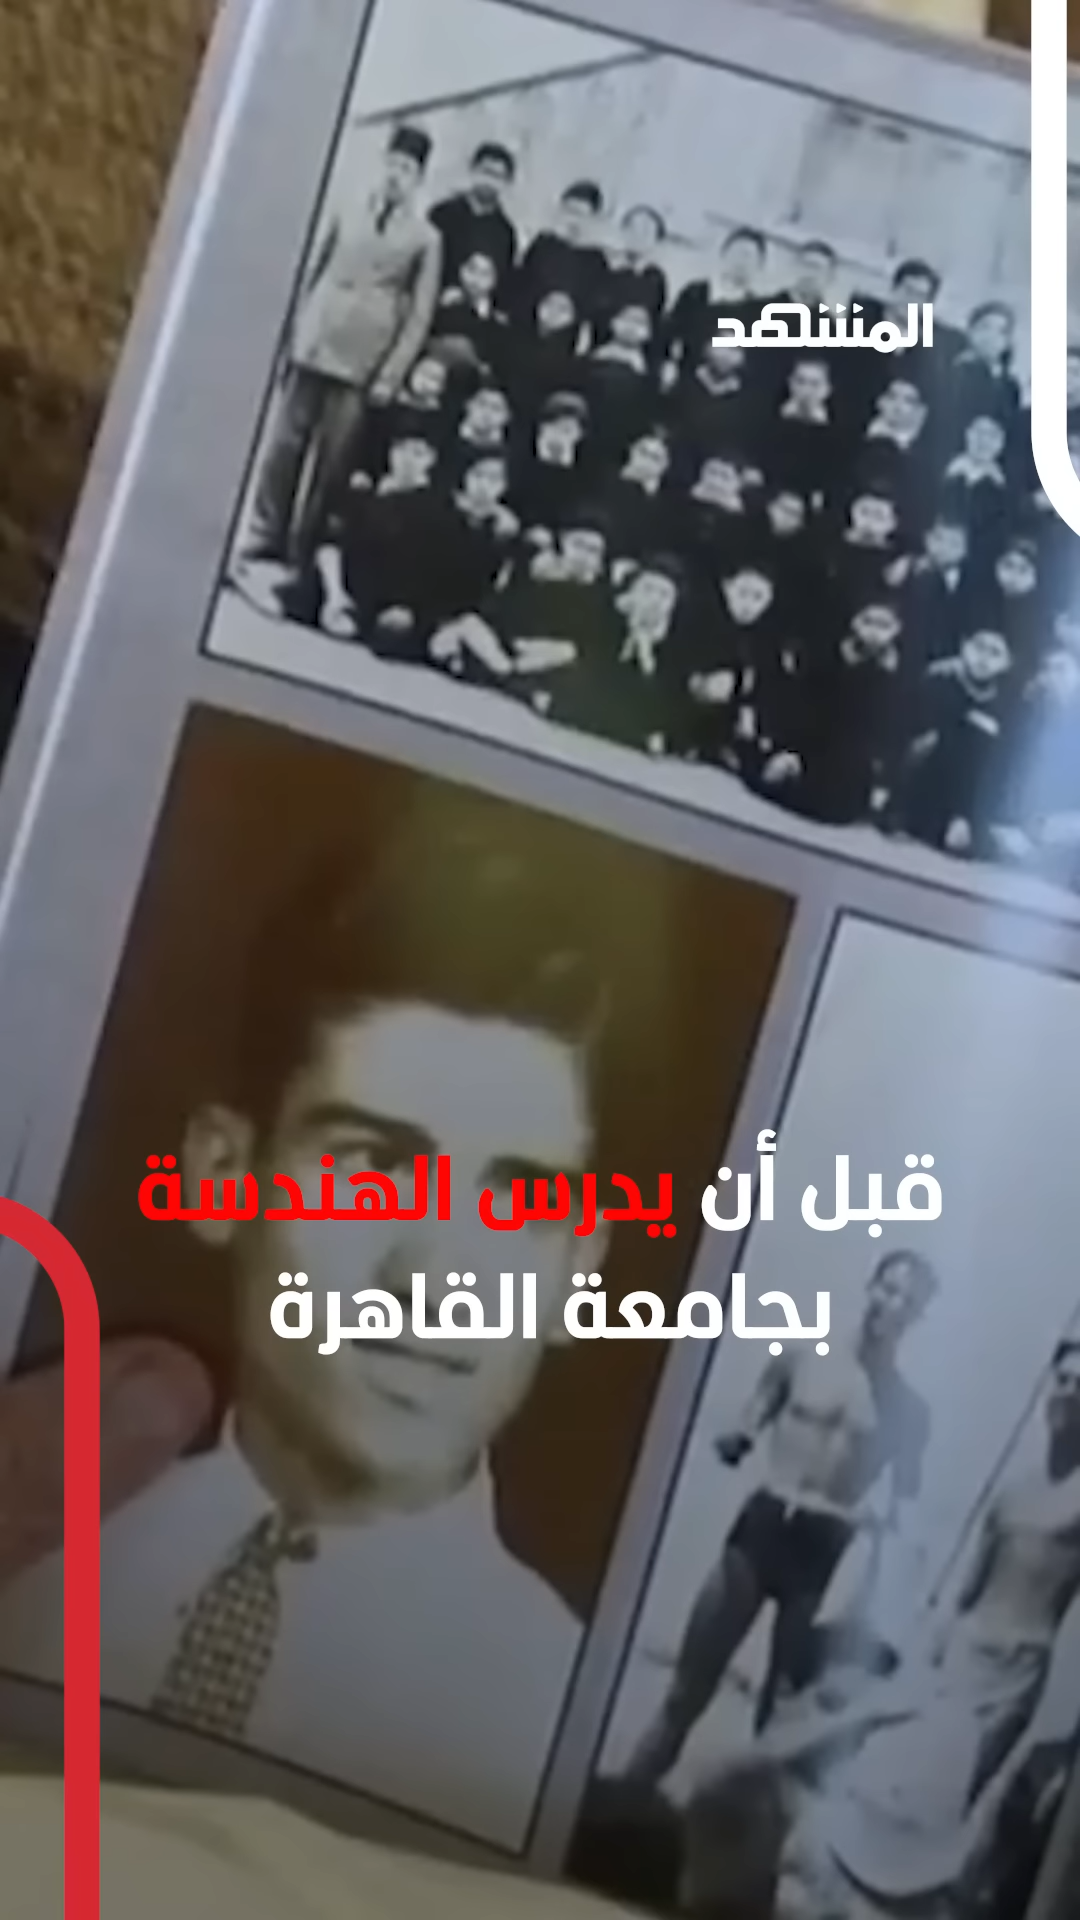 المشهد
قبل أن يدرس الهندسة
بجامعة القاهرة